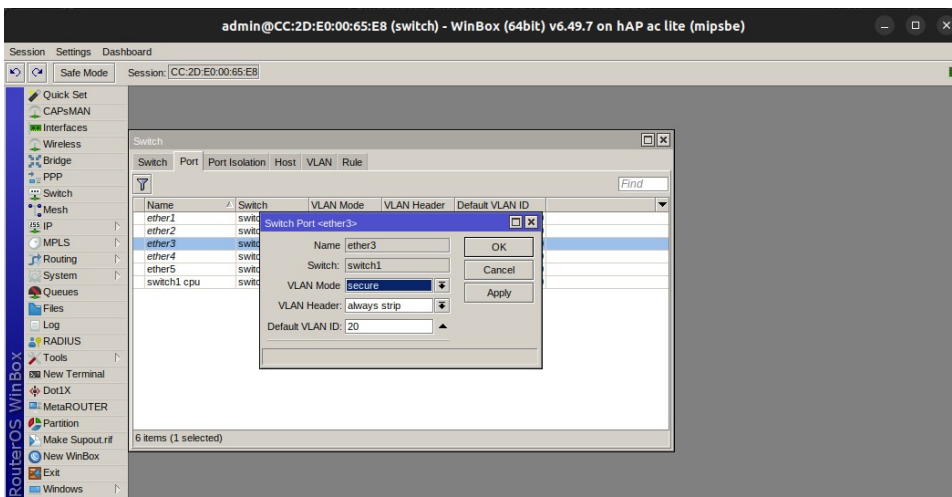 admin@CC:2D:E0:00:65:E8 (switch) - WinBox (64bit) v6.49.7 on hAP ac lite (mipsbe)
Session Settings Dashboard
Safe Mode Session: CC:2D:E0:00:65:E8
Quick Set
CAPsMAN
Interfaces
Wireless
Bridge
PPP
Switch
Mesh
IP
MPLS
Routing
System
Queues
Files
Log
RADIUS
Tools
New Terminal
Dot1X
MetaROUTER
Partition
Make Supout.rif
New WinBox
Exit
Windows
RouterOS WinBox
Switch
Switch Port Port Isolation Host VLAN Rule
Find
Name Switch VLAN Mode VLAN Header Default VLAN ID
ether1
ether2
ether3
ether4
ether5
switch1 cpu
6 items (1 selected)
Switch Port <ether3>
Name ether3
Switch: switch1
VLAN Mode secure
VLAN Header: always strip
Default VLAN ID: 20
OK
Cancel
Apply